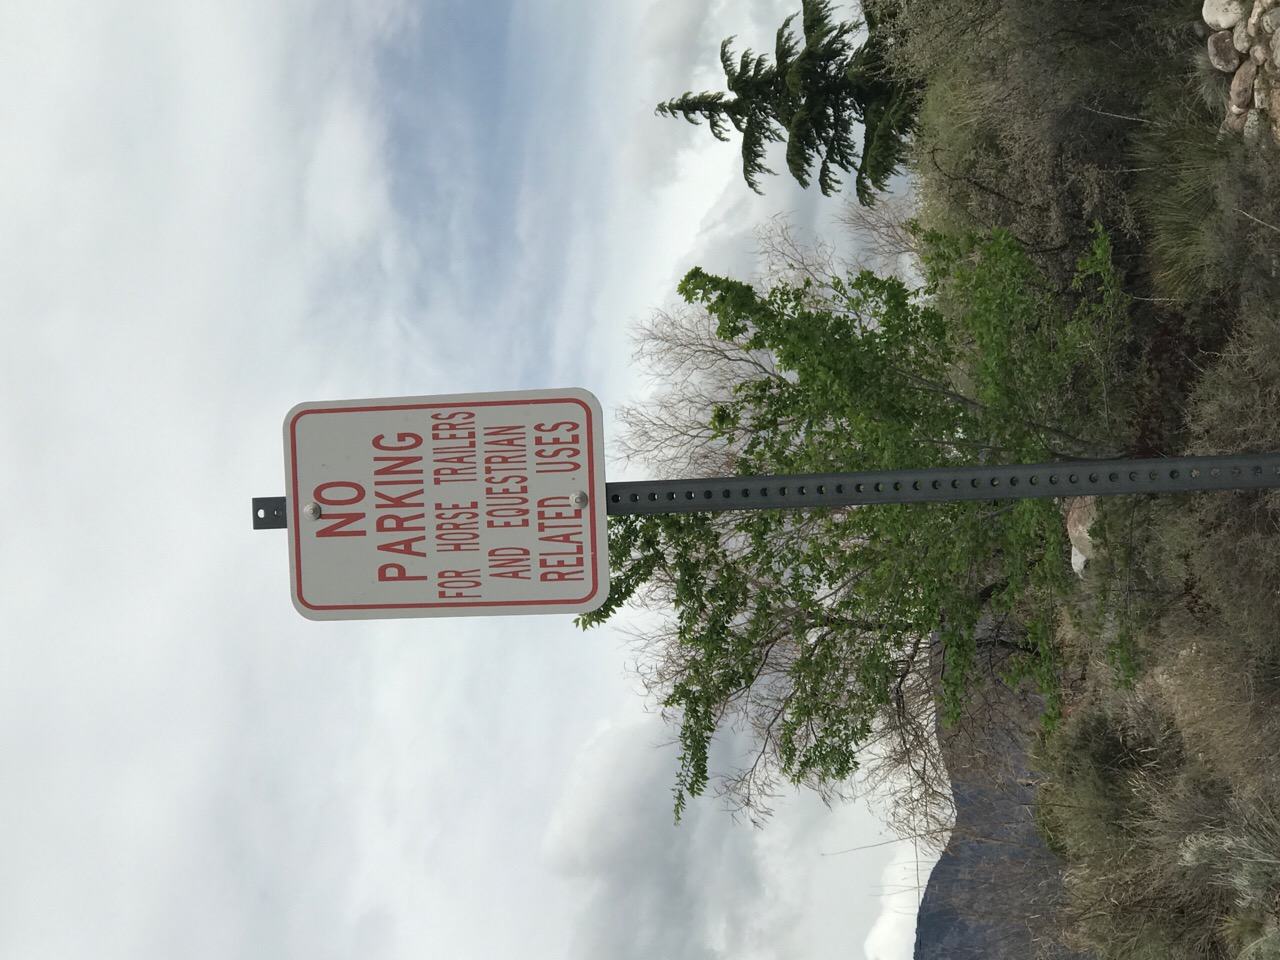 NO
PARKING
FOR HORSE TRAILERS
AND EQUESTRIAN
RELATED USES